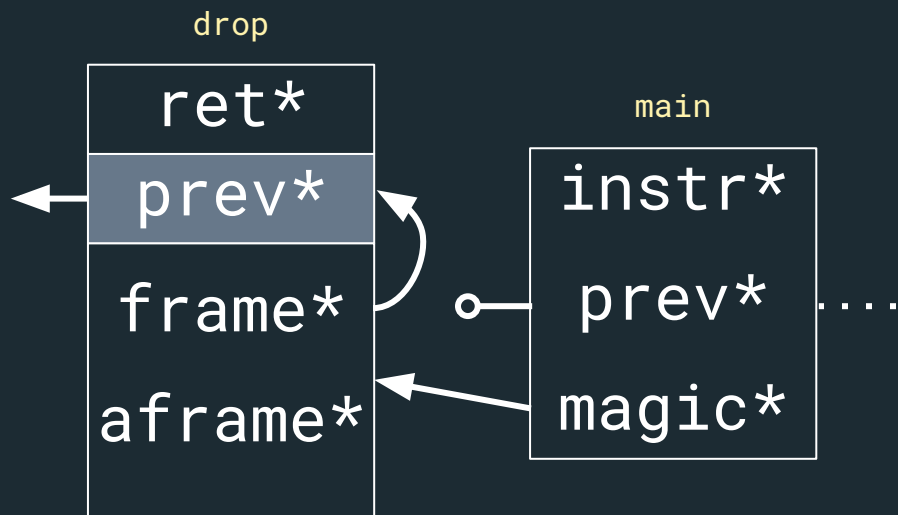 drop
ret*
prev*
frame*
aframe*
main
instr*
prev*
magic*